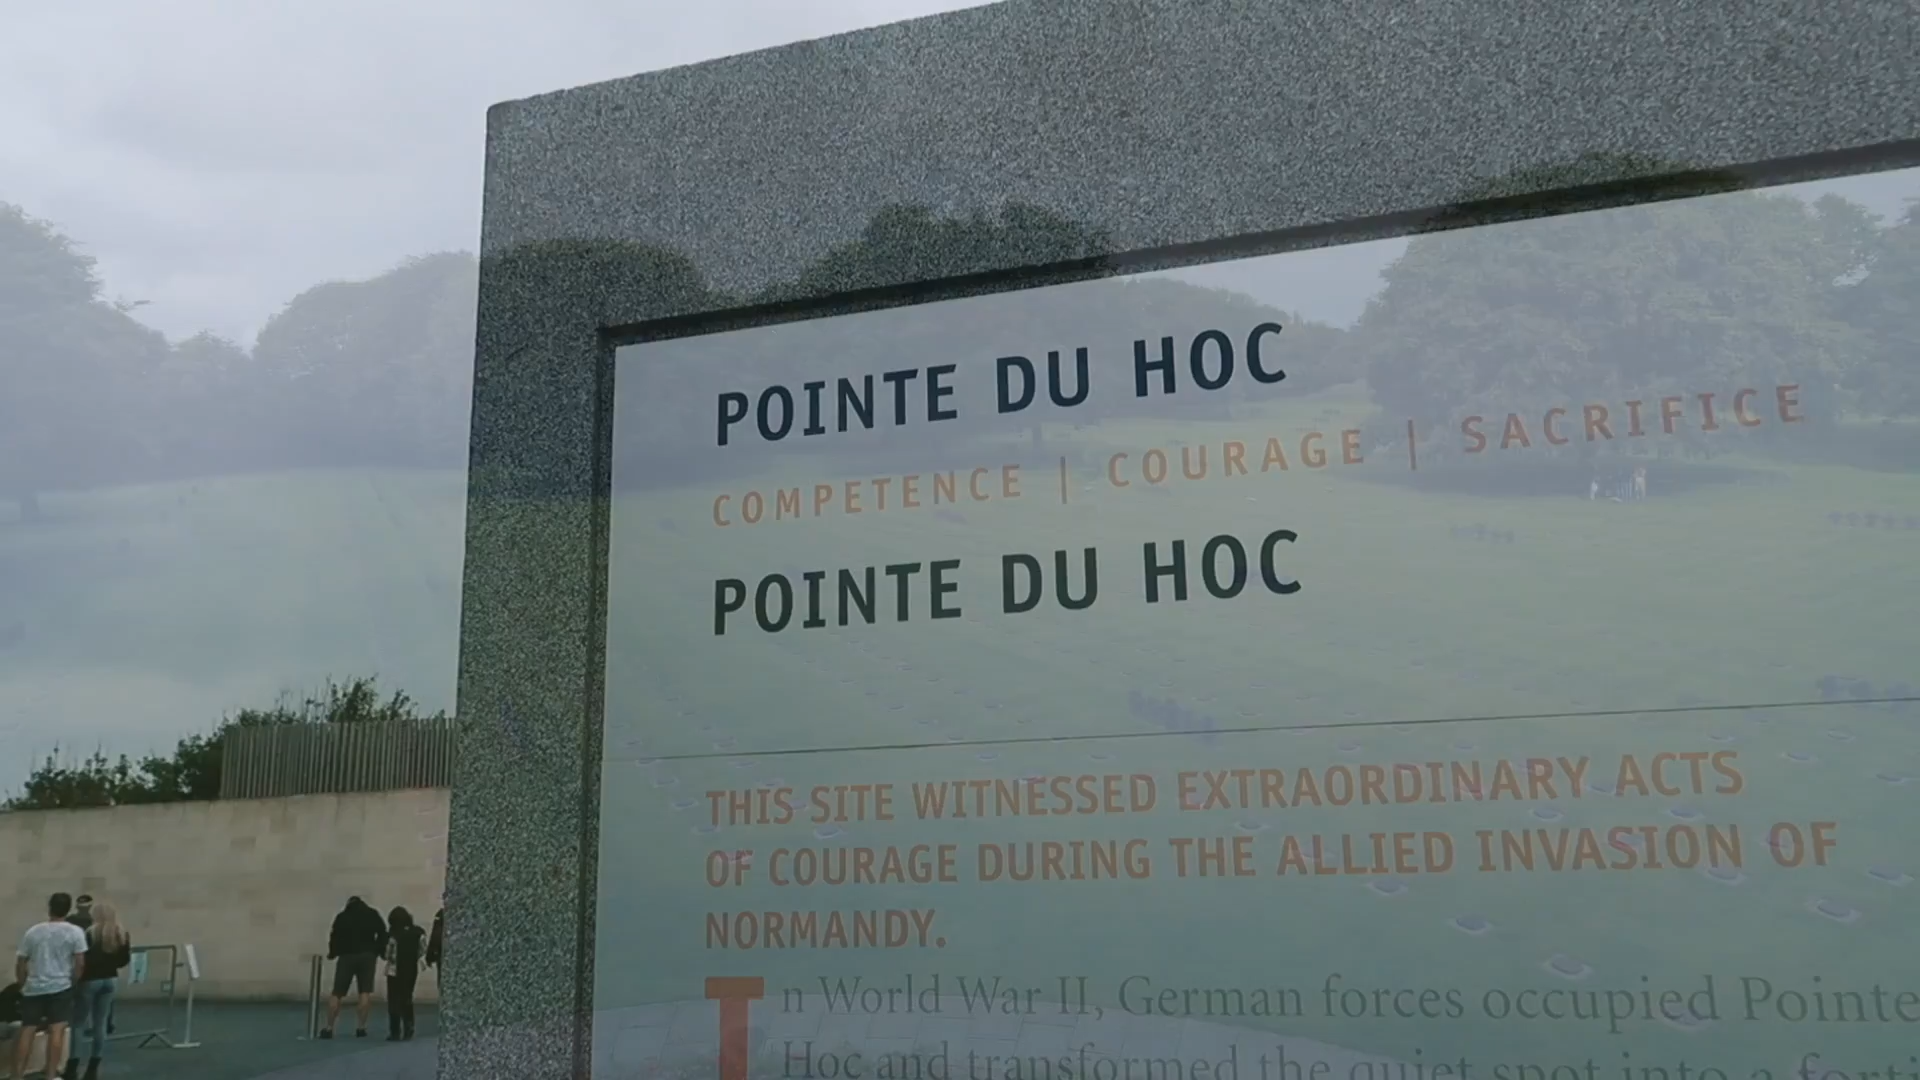 POINTE DU HOC
COMPETENCE | COURAGE | SACRIFICE
POINTE DU HOC
THIS SITE WITNESSED EXTRAORDINARY ACTS
OF COURAGE DURING THE ALLIED INVASION OF
NORMANDY.
In World War II, German forces occupied Pointe
Hoc and transformed the quiet spot into a